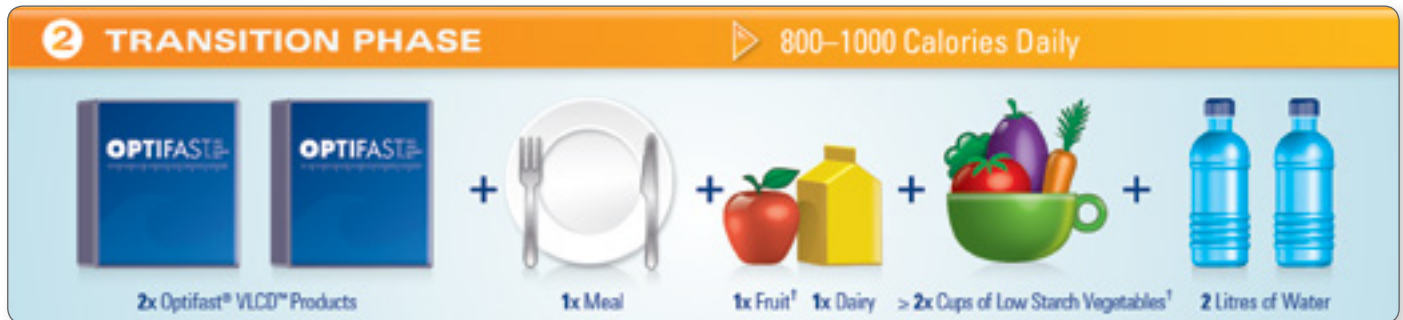 2 TRANSITION PHASE
800–1000 Calories Daily
OPTIFAST
OPTIFAST
+ + + +
2x Optifast® VLCD™ Products
1x Meal
1x Fruit† 1x Dairy
> 2x Cups of Low Starch Vegetables†
2 Litres of Water